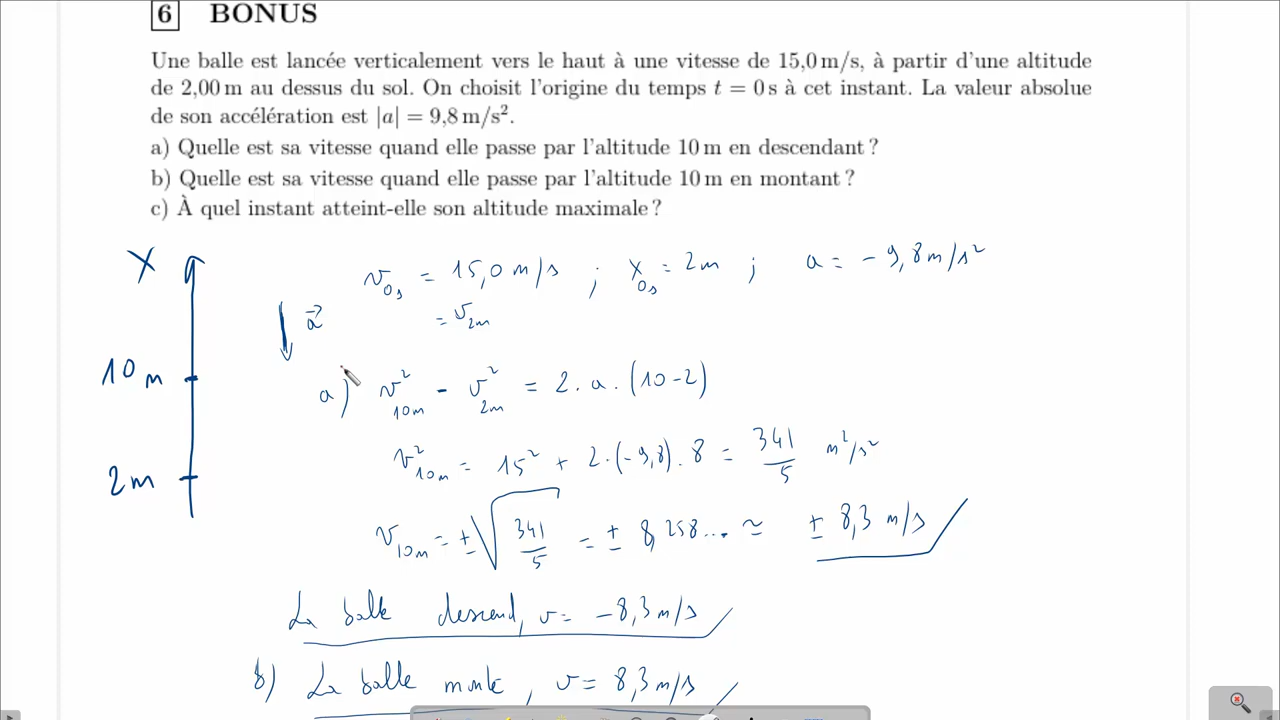 6 BONUS
Une balle est lancée verticalement vers le haut à une vitesse de 15,0 m/s, à partir d'une altitude
de 2,00 m au dessus du sol. On choisit l'origine du temps t = 0 s à cet instant. La valeur absolue
de son accélération est |a| = 9,8 m/s².
a) Quelle est sa vitesse quand elle passe par l'altitude 10 m en descendant ?
b) Quelle est sa vitesse quand elle passe par l'altitude 10 m en montant ?
c) À quel instant atteint-elle son altitude maximale ?
X
v₀ₛ = 15,0 m/s ; x₀ₛ = 2m ; a = - 9,8 m/s²
= v₂ₘ
a⃗
10 m
a) v²₁₀ₘ - v²₂ₘ = 2 . a . (10 - 2)
v²₁₀ₘ = 15² + 2 . (-9,8) . 8 = 341/5 m²/s²
2m
v₁₀ₘ = ± √(341/5) = ± 8,258... ≃ ± 8,3 m/s
La balle descend, v = -8,3 m/s
b) La balle monte, v = 8,3 m/s